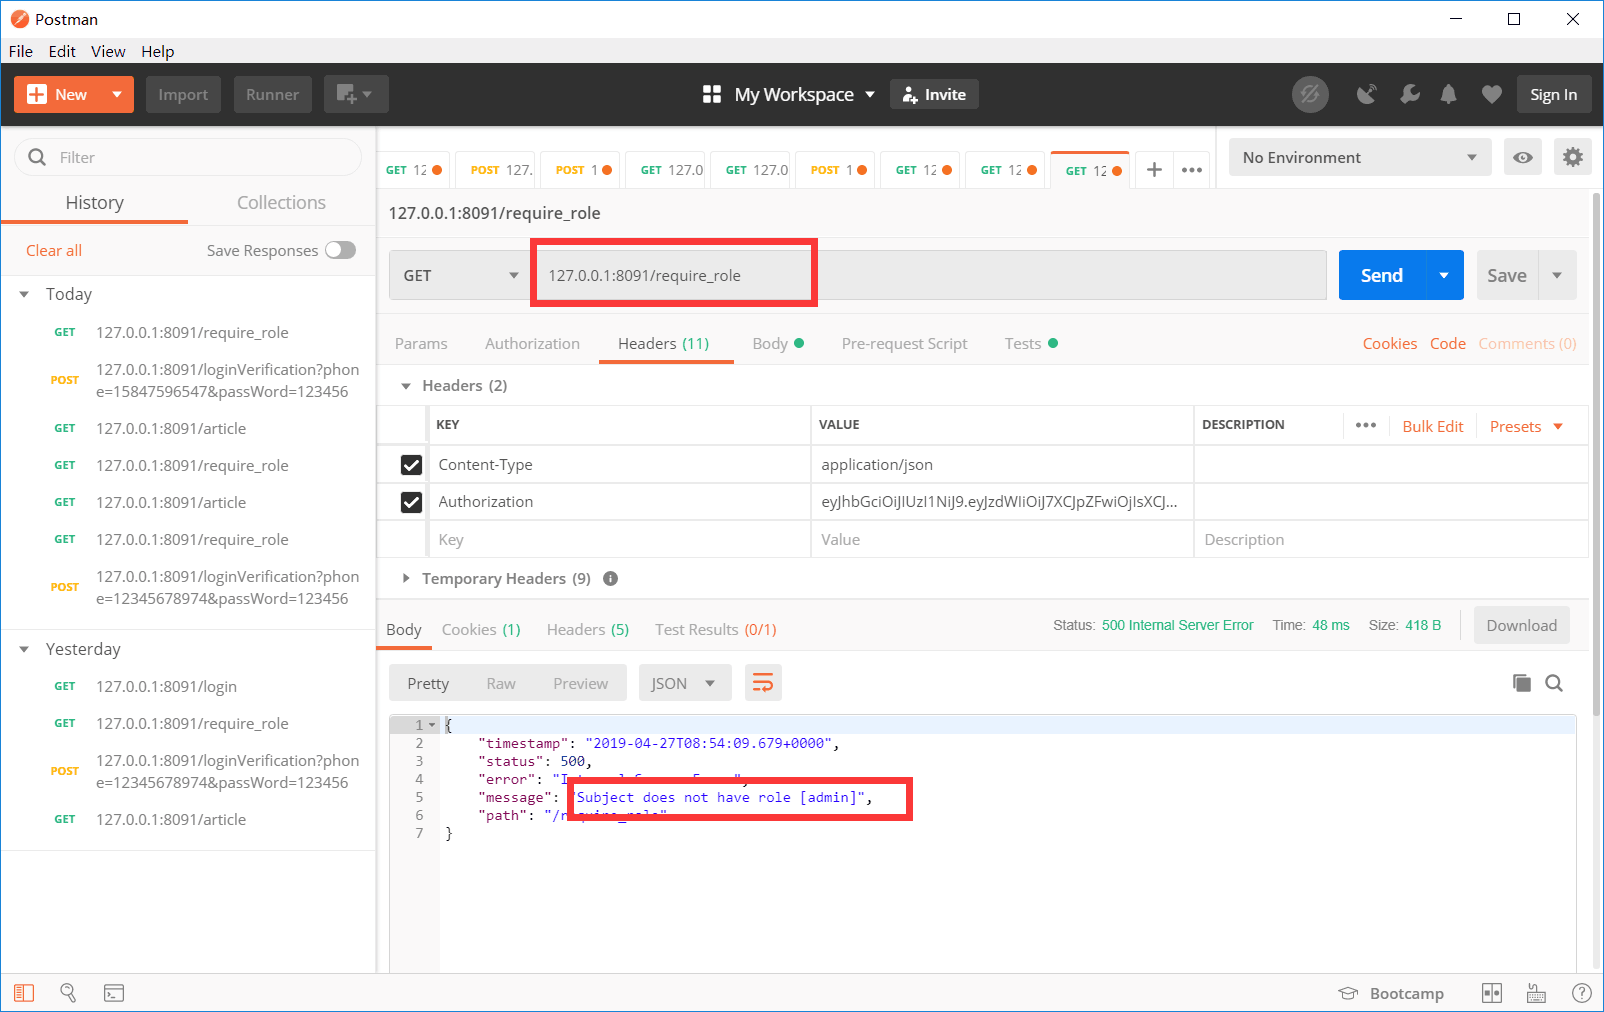 Postman
File Edit View Help
New Import Runner My Workspace Invite Sign In
Filter
History Collections
Clear all Save Responses
Today
GET 127.0.0.1:8091/require_role
POST 127.0.0.1:8091/loginVerification?phon
e=15847596547&passWord=123456
GET 127.0.0.1:8091/article
GET 127.0.0.1:8091/require_role
GET 127.0.0.1:8091/article
GET 127.0.0.1:8091/require_role
POST 127.0.0.1:8091/loginVerification?phon
e=12345678974&passWord=123456
Yesterday
GET 127.0.0.1:8091/login
GET 127.0.0.1:8091/require_role
POST 127.0.0.1:8091/loginVerification?phon
e=12345678974&passWord=123456
GET 127.0.0.1:8091/article
GET 12 POST 127. POST 1 GET 127.0 GET 127.0 POST 1 GET 12 GET 12 GET 12
No Environment
127.0.0.1:8091/require_role
GET 127.0.0.1:8091/require_role Send Save
Params Authorization Headers (11) Body Pre-request Script Tests Cookies Code Comments (0)
Headers (2)
KEY VALUE DESCRIPTION Bulk Edit Presets
Content-Type application/json
Authorization eyJhbGciOiJIUzI1NiJ9.eyJzdWIiOiJ7XCJpZFwiOjIsXCJ...
Key Value Description
Temporary Headers (9)
Body Cookies (1) Headers (5) Test Results (0/1) Status: 500 Internal Server Error Time: 48 ms Size: 418 B Download
Pretty Raw Preview JSON
1 {
2 "timestamp": "2019-04-27T08:54:09.679+0000",
3 "status": 500,
4 "error": "Internal Server Error",
5 "message": "Subject does not have role [admin]",
6 "path": "/require_role"
7 }
Bootcamp